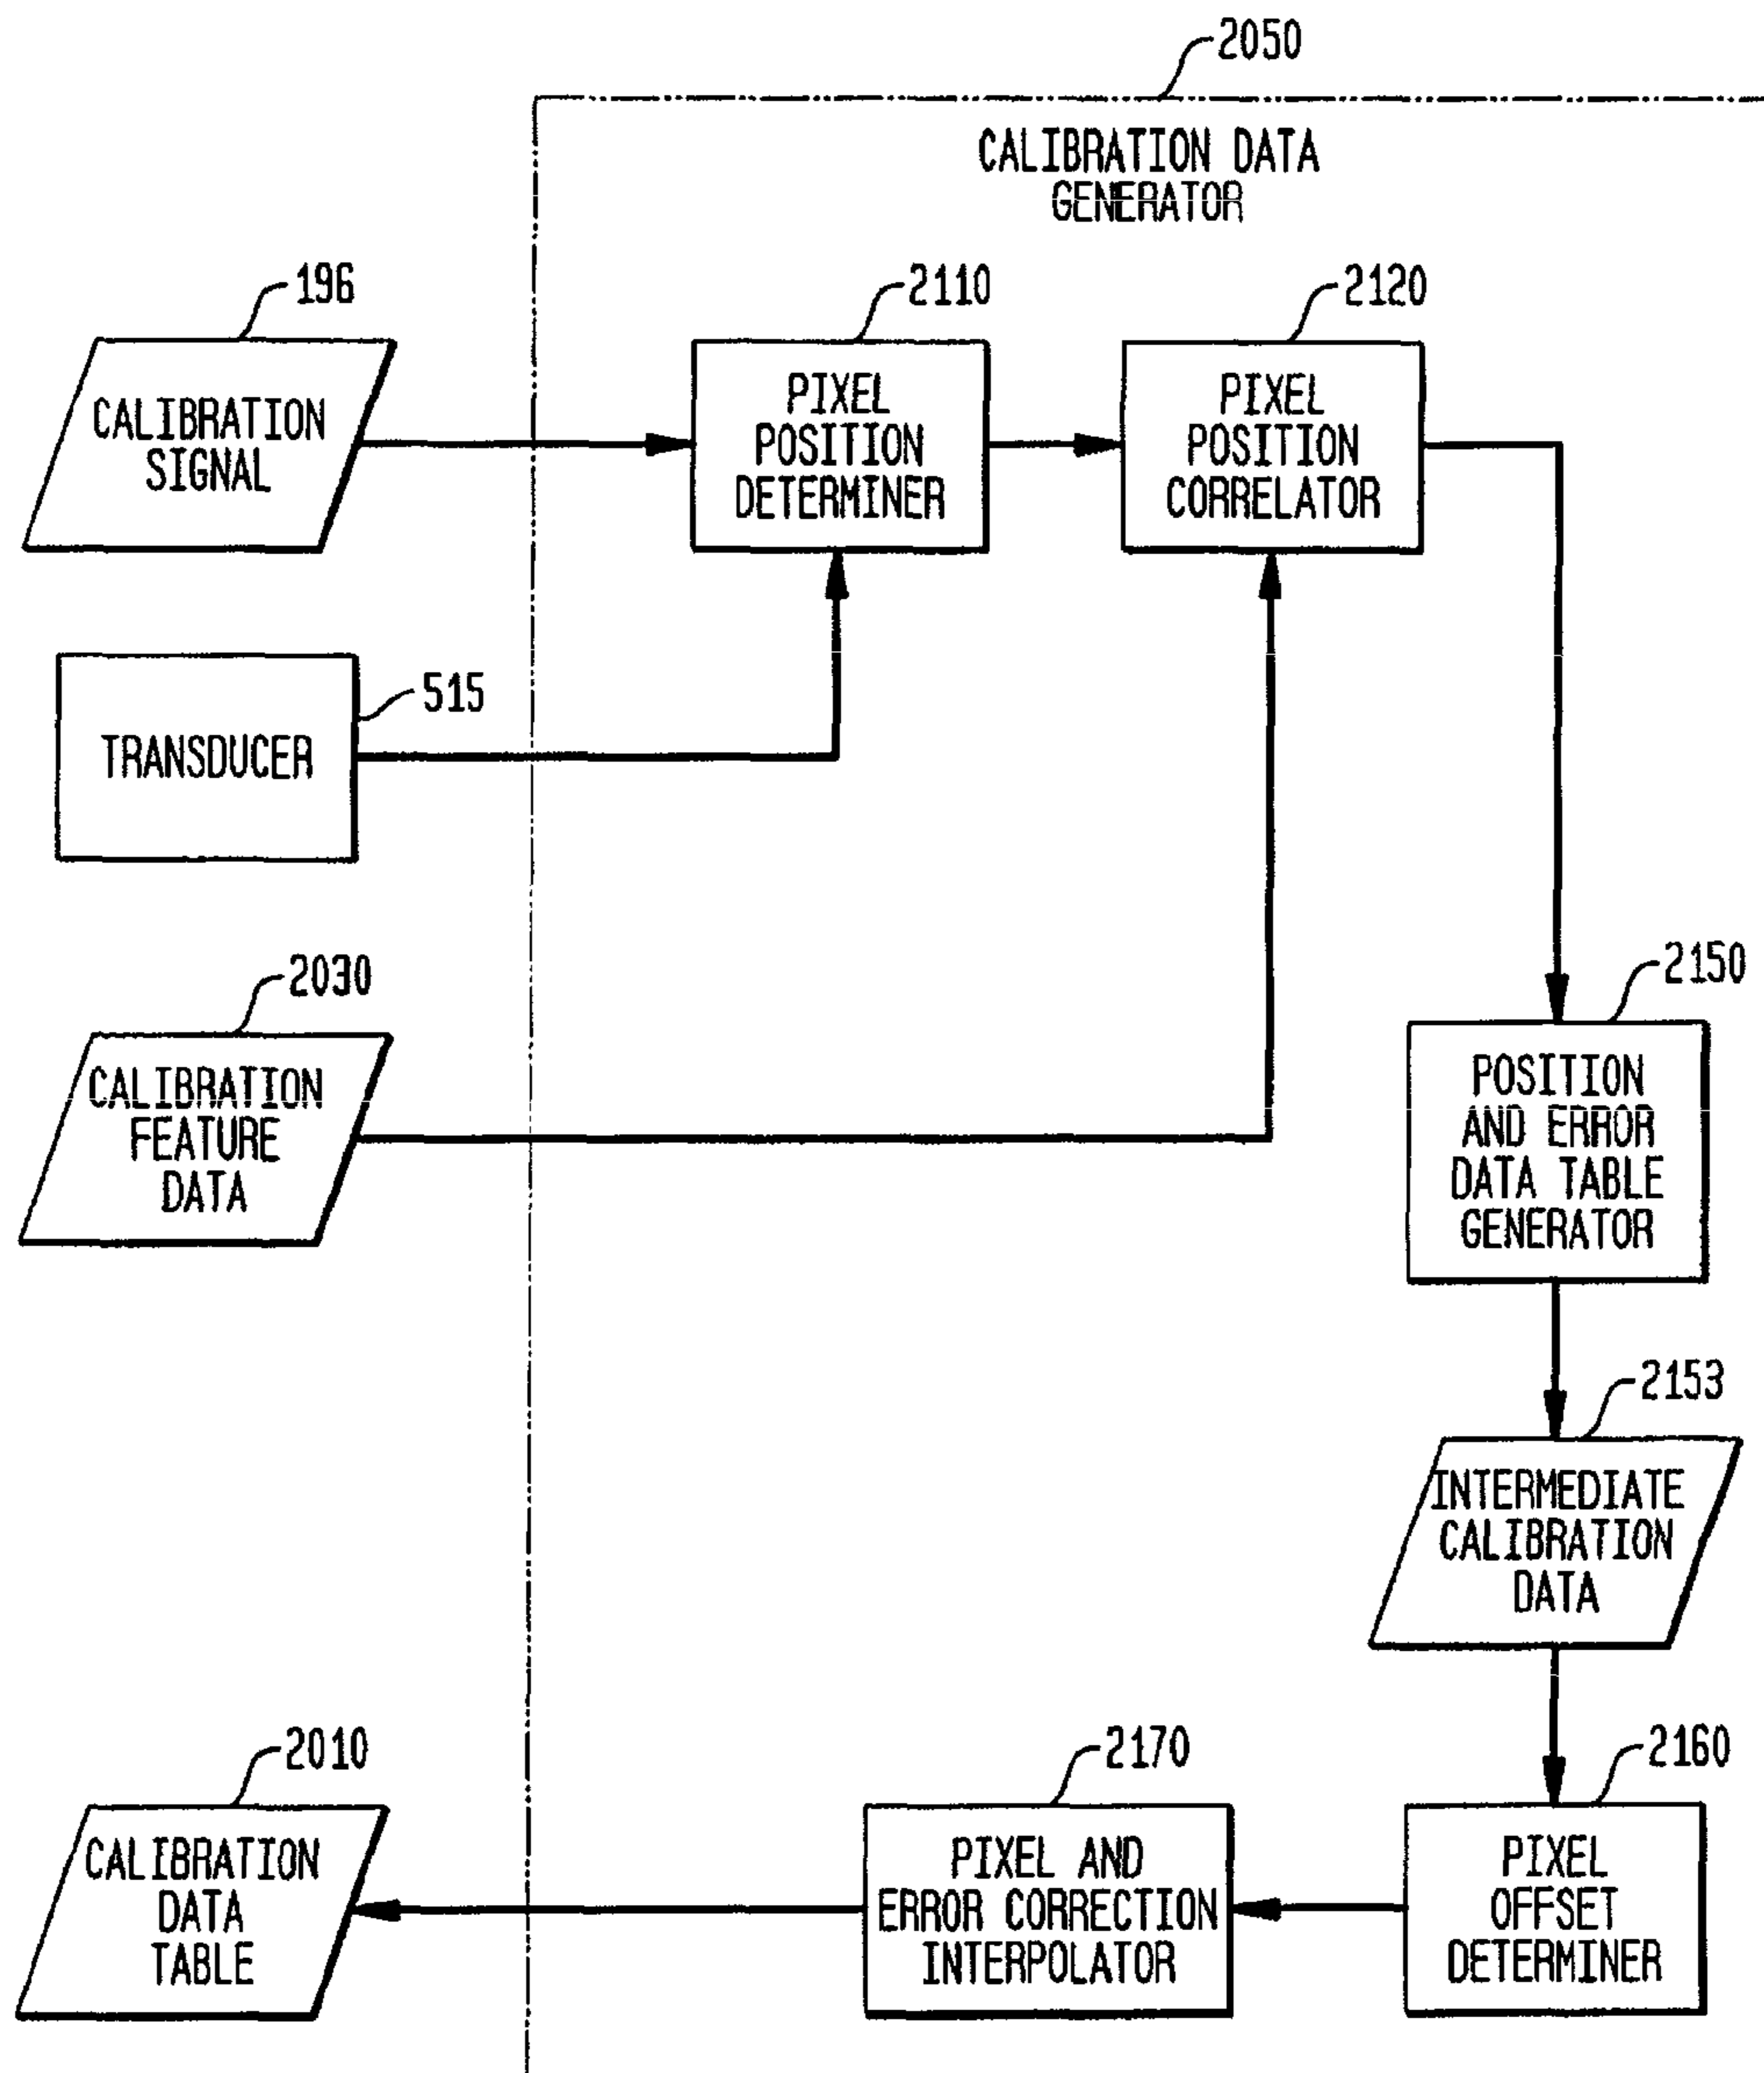 2050
CALIBRATION DATA
GENERATOR
196
CALIBRATION
SIGNAL
2110
PIXEL
POSITION
DETERMINER
2120
PIXEL
POSITION
CORRELATOR
TRANSDUCER
515
2030
CALIBRATION
FEATURE
DATA
2150
POSITION
AND ERROR
DATA TABLE
GENERATOR
2153
INTERMEDIATE
CALIBRATION
DATA
2010
CALIBRATION
DATA
TABLE
2170
PIXEL AND
ERROR CORRECTION
INTERPOLATOR
2160
PIXEL
OFFSET
DETERMINER